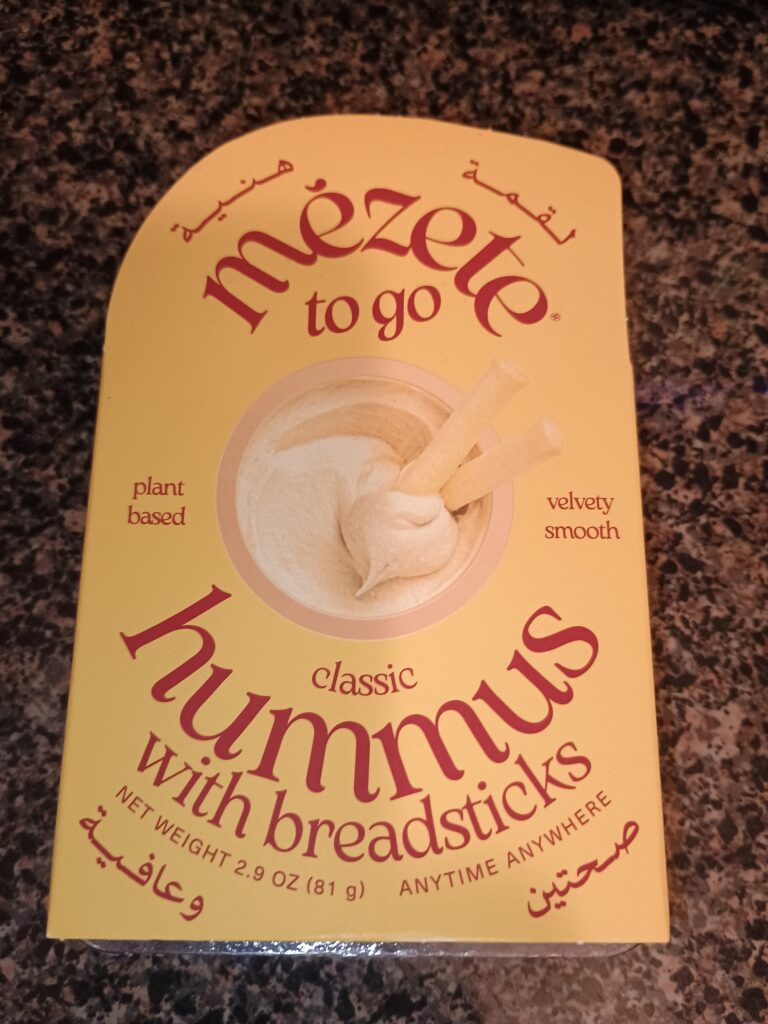 لقمة هنية
mézete®
to go
plant
based
velvety
smooth
classic
hummus
with breadsticks
NET WEIGHT 2.9 OZ (81 g) ANYTIME ANYWHERE
صحتين وعافية